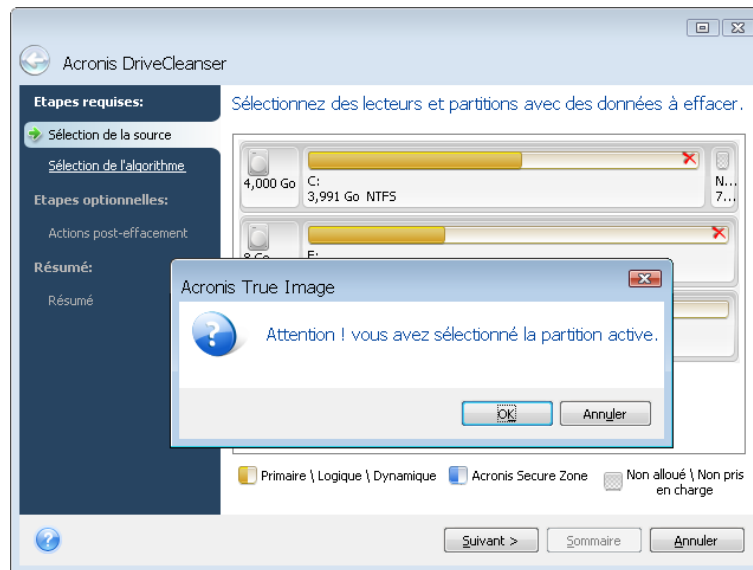 Acronis DriveCleanser
Etapes requises:
Sélection de la source
Sélection de l'algorithme
Etapes optionnelles:
Actions post-effacement
Résumé:
Résumé
Sélectionnez des lecteurs et partitions avec des données à effacer.
4,000 Go
C:
3,991 Go NTFS
N...
7...
8 Go
Acronis True Image
Attention ! vous avez sélectionné la partition active.
OK
Annuler
Primaire \ Logique \ Dynamique
Acronis Secure Zone
Non alloué \ Non pris
en charge
Suivant >
Sommaire
Annuler